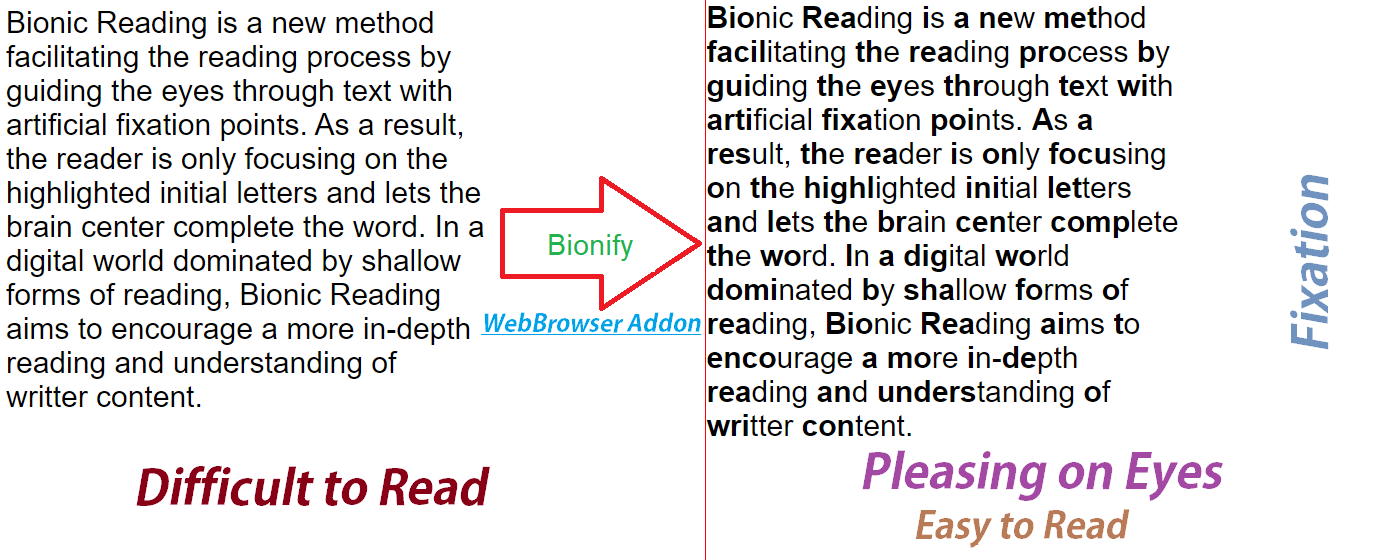 Bionic Reading is a new method
facilitating the reading process by
guiding the eyes through text with
artificial fixation points. As a result,
the reader is only focusing on the
highlighted initial letters and lets the
brain center complete the word. In a
digital world dominated by shallow
forms of reading, Bionic Reading
aims to encourage a more in-depth
reading and understanding of
writter content.
Difficult to Read
Bionify
WebBrowser Addon
Bionic Reading is a new method
facilitating the reading process by
guiding the eyes through text with
artificial fixation points. As a
result, the reader is only focusing
on the highlighted initial letters
and lets the brain center complete
the word. In a digital world
dominated by shallow forms of
reading, Bionic Reading aims to
encourage a more in-depth
reading and understanding of
writter content.
Pleasing on Eyes
Easy to Read
Fixation